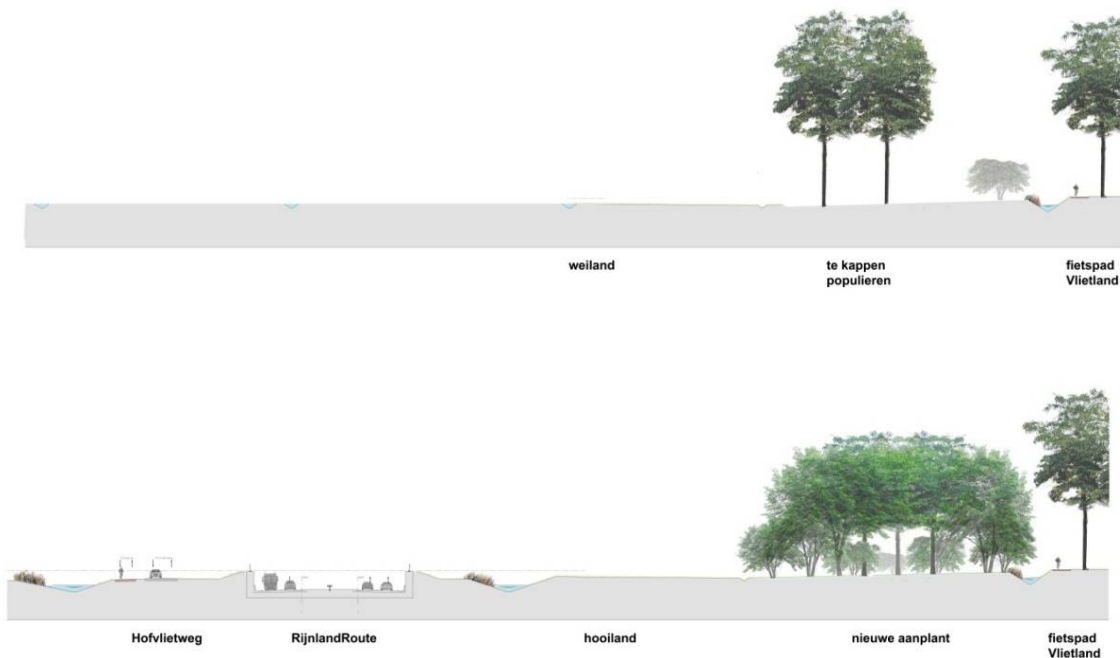 weiland
te kappen
populieren
fietspad
Vlietland
Hofvlietweg
RijnlandRoute
hooiland
nieuwe aanplant
fietspad
Vlietland